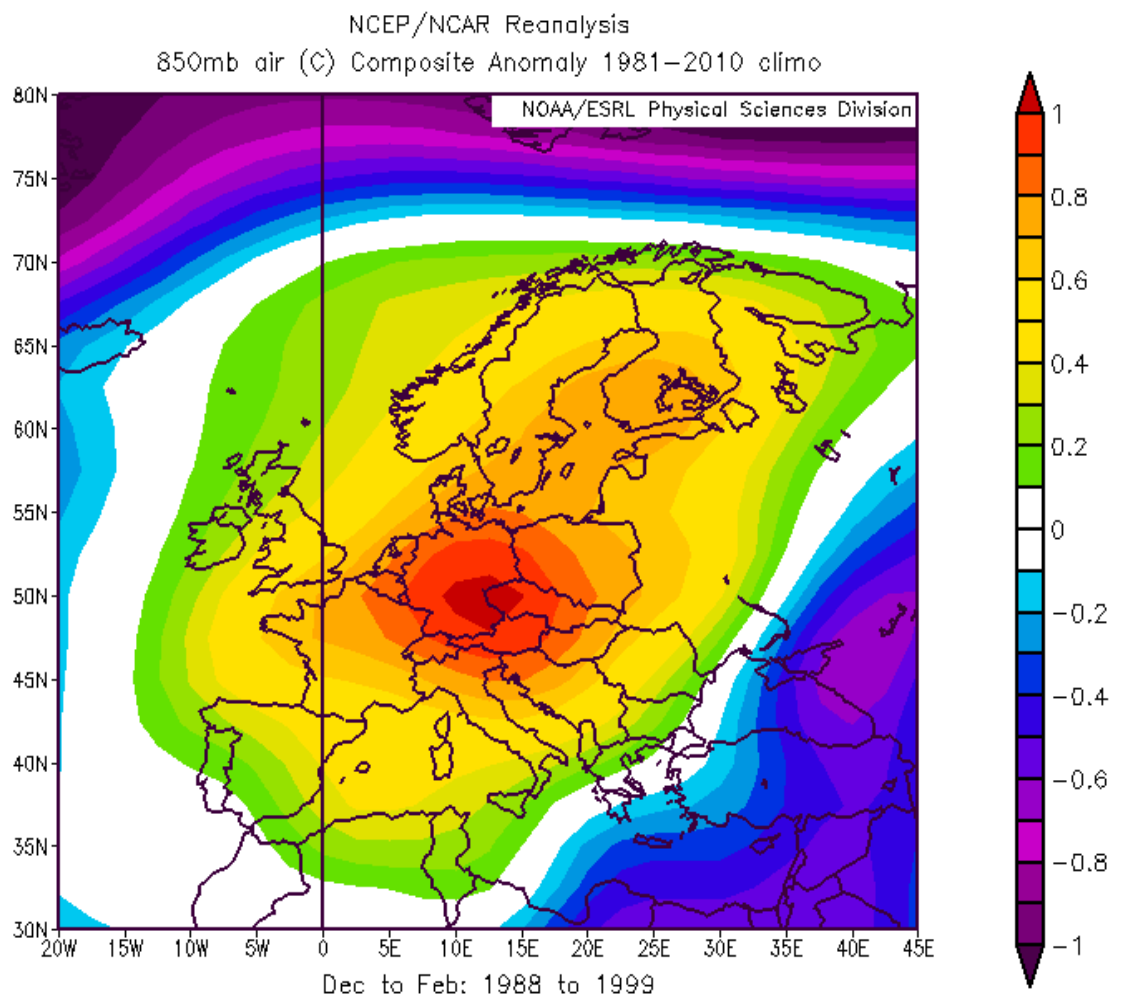 NCEP/NCAR Reanalysis
850mb air (C) Composite Anomaly 1981-2010 climo
NOAA/ESRL Physical Sciences Division
80N
75N
70N
65N
60N
55N
50N
45N
40N
35N
30N
20W 15W 10W 5W 0 5E 10E 15E 20E 25E 30E 35E 40E 45E
Dec to Feb: 1988 to 1999
1
0.8
0.6
0.4
0.2
0
-0.2
-0.4
-0.6
-0.8
-1